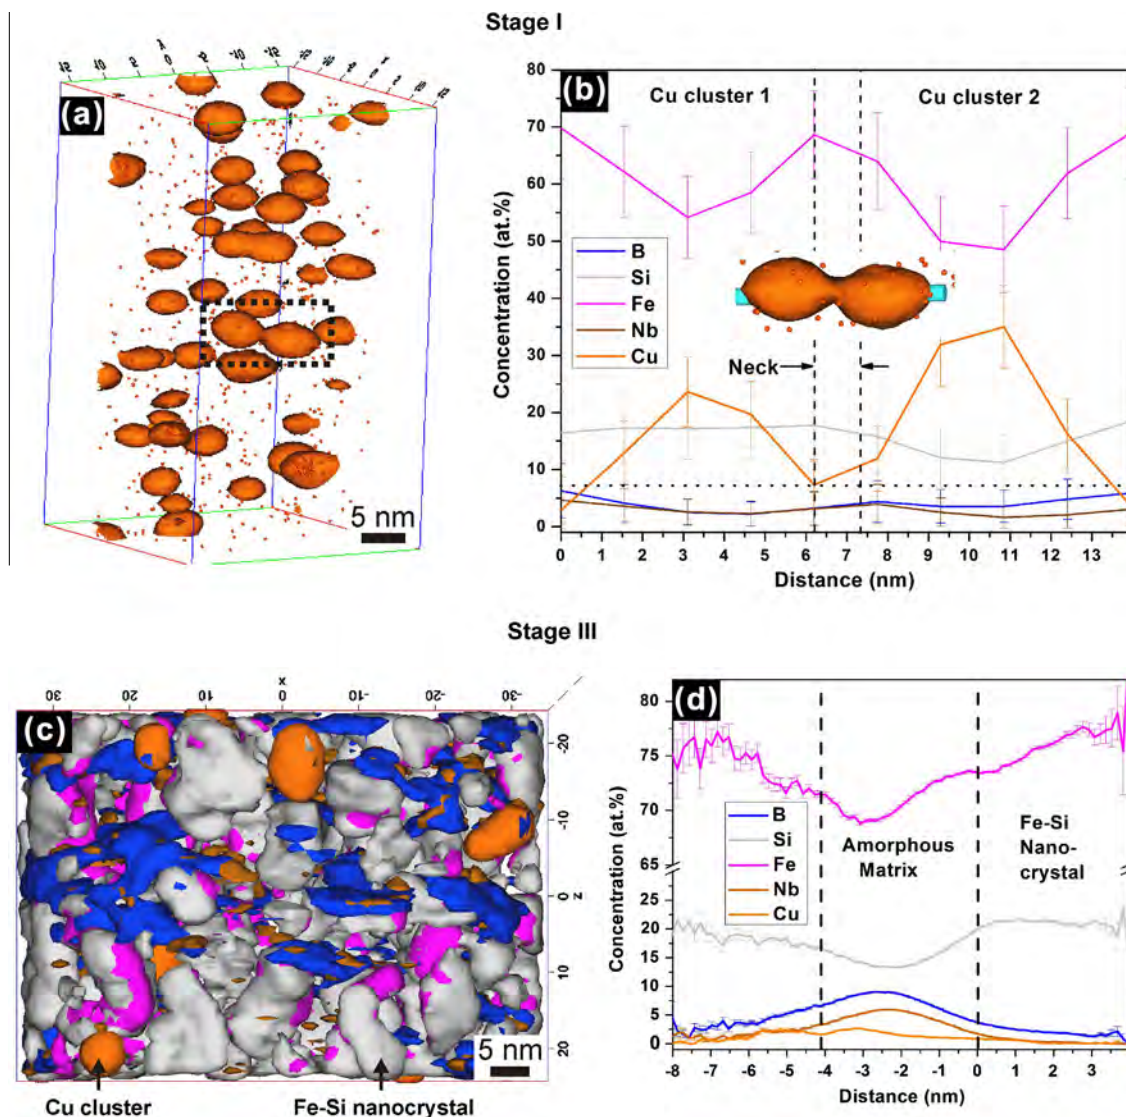 Stage I
(a)
5 nm
(b)
Cu cluster 1
Cu cluster 2
Concentration (at.%)
80
70
60
50
40
30
20
10
0
B
Si
Fe
Nb
Cu
Neck
0 1 2 3 4 5 6 7 8 9 10 11 12 13
Distance (nm)
Stage III
x
30 20 10 0 -10 -20 -30
(c)
-20
-10
0 z
10
20
5 nm
Cu cluster
Fe-Si nanocrystal
(d)
Concentration (at.%)
80
75
70
65
25
20
15
10
5
0
B
Si
Fe
Nb
Cu
Amorphous
Matrix
Fe-Si
Nano-
crystal
-8 -7 -6 -5 -4 -3 -2 -1 0 1 2 3
Distance (nm)